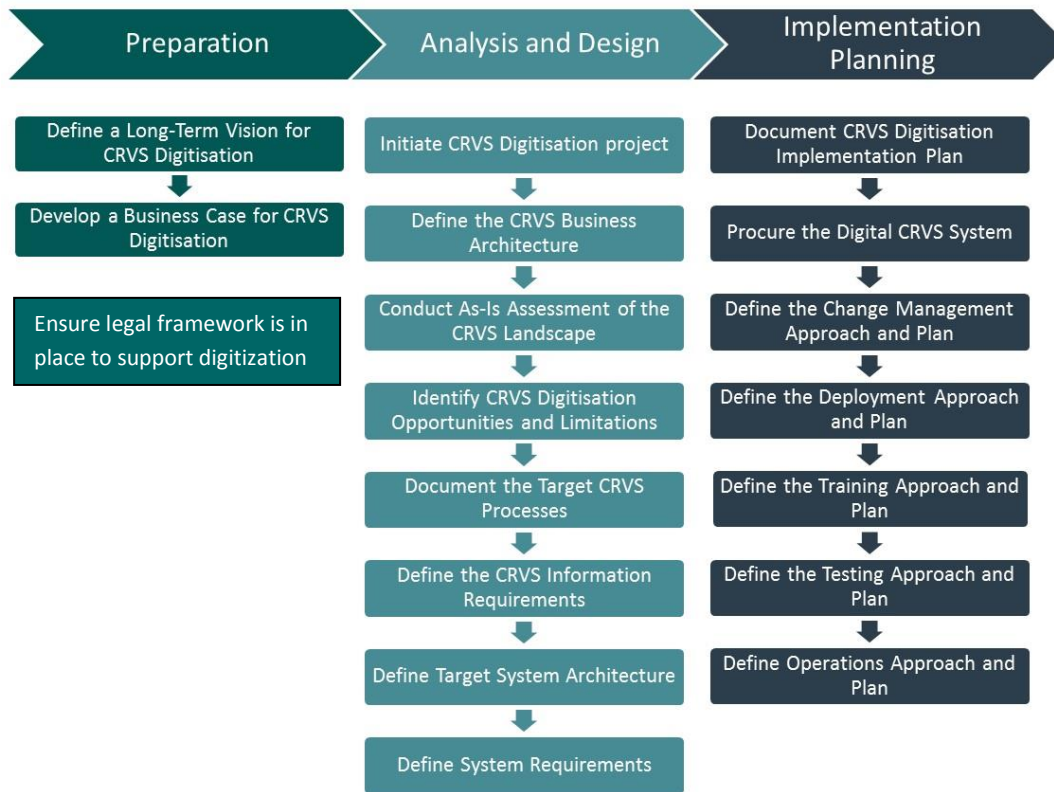 Preparation
Analysis and Design
Implementation
Planning
Define a Long-Term Vision for
CRVS Digitisation
Develop a Business Case for CRVS
Digitisation
Ensure legal framework is in
place to support digitization
Initiate CRVS Digitisation project
Define the CRVS Business
Architecture
Conduct As-Is Assessment of the
CRVS Landscape
Identify CRVS Digitisation
Opportunities and Limitations
Document the Target CRVS
Processes
Define the CRVS Information
Requirements
Define Target System Architecture
Define System Requirements
Document CRVS Digitisation
Implementation Plan
Procure the Digital CRVS System
Define the Change Management
Approach and Plan
Define the Deployment Approach
and Plan
Define the Training Approach and
Plan
Define the Testing Approach and
Plan
Define Operations Approach and
Plan